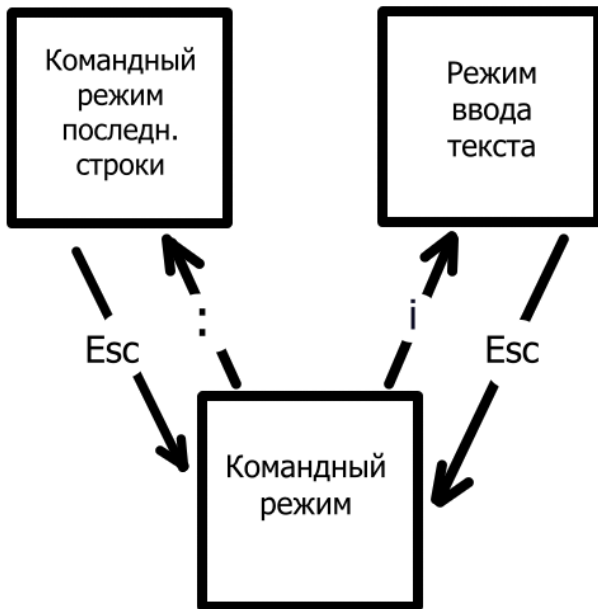 Командный
режим
последн.
строки
Режим
ввода
текста
Esc
:
i
Esc
Командный
режим